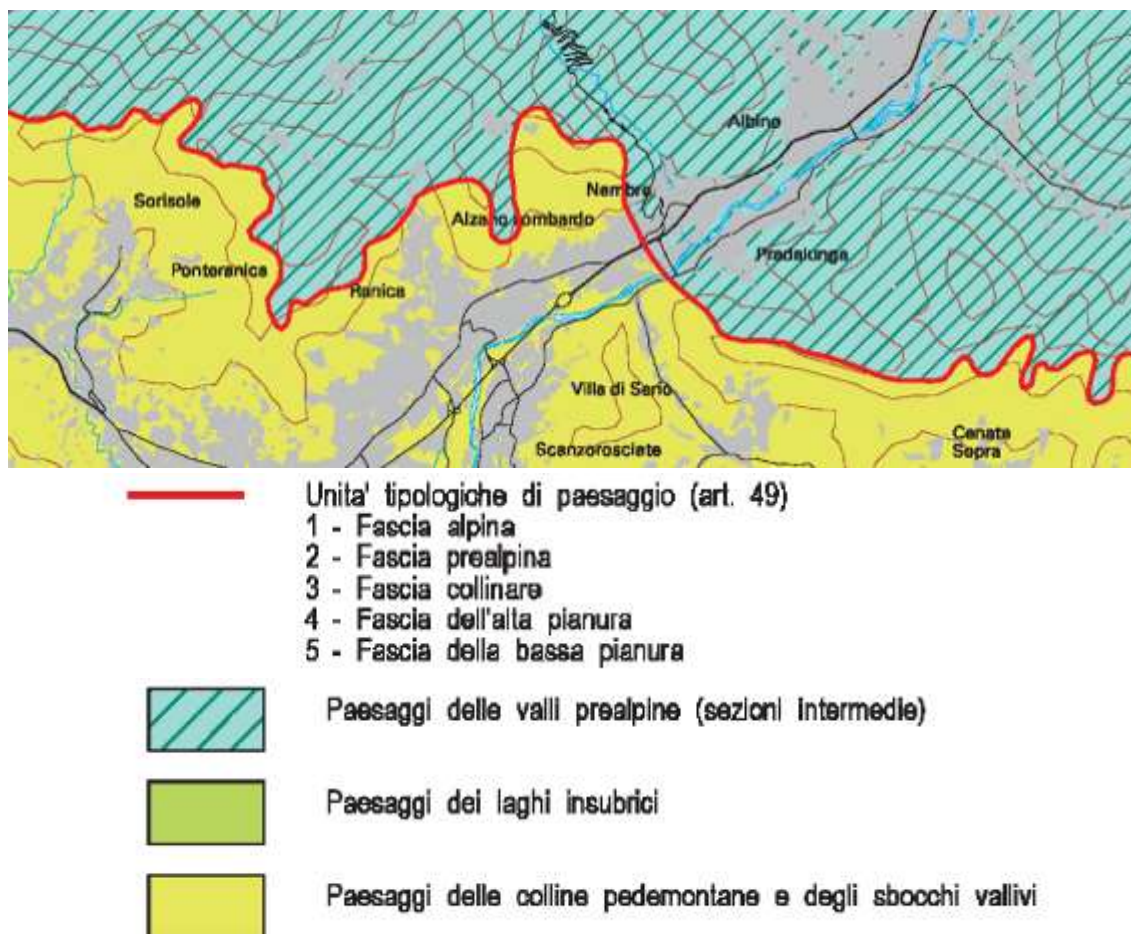 Albino
Nembro
Sorisole
Alzano Lombardo
Ponteranica
Pradalunga
Ranica
Villa di Serio
Scanzorosciate
Cenate
Sopra
Unita' tipologiche di paesaggio (art. 49)
1 - Fascia alpina
2 - Fascia prealpina
3 - Fascia collinare
4 - Fascia dell'alta pianura
5 - Fascia della bassa pianura
Paesaggi delle valli prealpine (sezioni intermedie)
Paesaggi dei laghi insubrici
Paesaggi delle colline pedemontane e degli sbocchi vallivi